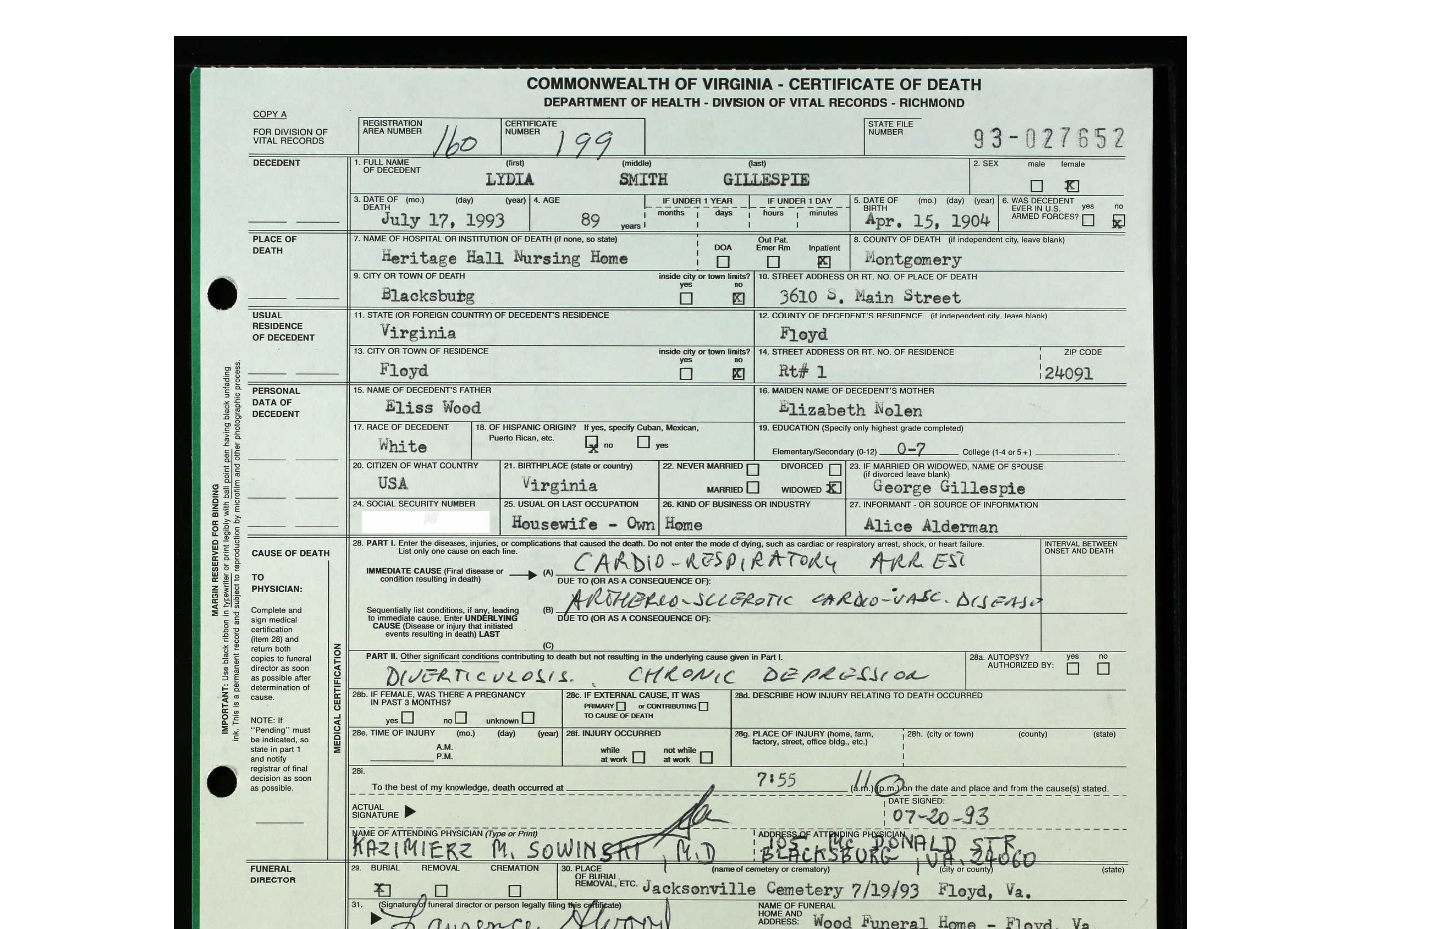 COMMONWEALTH OF VIRGINIA - CERTIFICATE OF DEATH
DEPARTMENT OF HEALTH - DIVISION OF VITAL RECORDS - RICHMOND
COPY A
FOR DIVISION OF VITAL RECORDS
REGISTRATION AREA NUMBER 160
CERTIFICATE NUMBER 199
STATE FILE NUMBER 93-027652
DECEDENT
1. FULL NAME OF DECEDENT (first) (middle) (last)
LYDIA SMITH GILLESPIE
2. SEX male female X
3. DATE OF DEATH (mo.) (day) (year) July 17, 1993
4. AGE 89 years
IF UNDER 1 YEAR months days
IF UNDER 1 DAY hours minutes
5. DATE OF BIRTH (mo.) (day) (year) Apr. 15, 1904
6. WAS DECEDENT EVER IN U.S. ARMED FORCES? yes no X
PLACE OF DEATH
7. NAME OF HOSPITAL OR INSTITUTION OF DEATH (if none, so state)
Heritage Hall Nursing Home
DOA Out Pat. Emer Rm Inpatient X
8. COUNTY OF DEATH (if independent city, leave blank)
Montgomery
9. CITY OR TOWN OF DEATH inside city or town limits? yes no X
Blacksburg
10. STREET ADDRESS OR RT. NO. OF PLACE OF DEATH
3610 S. Main Street
USUAL RESIDENCE OF DECEDENT
11. STATE (OR FOREIGN COUNTRY) OF DECEDENT'S RESIDENCE
Virginia
12. COUNTY OF DECEDENT'S RESIDENCE (if independent city, leave blank)
Floyd
13. CITY OR TOWN OF RESIDENCE inside city or town limits? yes no X
Floyd
14. STREET ADDRESS OR RT. NO. OF RESIDENCE ZIP CODE
Rt# 1 24091
PERSONAL DATA OF DECEDENT
15. NAME OF DECEDENT'S FATHER
Eliss Wood
16. MAIDEN NAME OF DECEDENT'S MOTHER
Elizabeth Nolen
17. RACE OF DECEDENT
White
18. OF HISPANIC ORIGIN? If yes, specify Cuban, Mexican, Puerto Rican, etc. X no yes
19. EDUCATION (Specify only highest grade completed)
Elementary/Secondary (0-12) 0-7 College (1-4 or 5+)
20. CITIZEN OF WHAT COUNTRY
USA
21. BIRTHPLACE (state or country)
Virginia
22. NEVER MARRIED DIVORCED
MARRIED WIDOWED X
23. IF MARRIED OR WIDOWED, NAME OF SPOUSE (if divorced leave blank)
George Gillespie
24. SOCIAL SECURITY NUMBER
25. USUAL OR LAST OCCUPATION
Housewife - Own
26. KIND OF BUSINESS OR INDUSTRY
Home
27. INFORMANT - OR SOURCE OF INFORMATION
Alice Alderman
MARGIN RESERVED FOR BINDING
IMPORTANT: Use black ribbon in typewriter or print legibly with ball point pen having black unfading
ink. This is a permanent record and subject to reproduction by microfilm and other photographic process.
CAUSE OF DEATH
TO PHYSICIAN:
Complete and
sign medical
certification
(item 28) and
return both
copies to funeral
director as soon
as possible after
determination of
cause.
NOTE: If
"Pending" must
be indicated, so
state in part 1
and notify
registrar of final
decision as soon
as possible.
MEDICAL CERTIFICATION
28. PART I. Enter the diseases, injuries, or complications that caused the death. Do not enter the mode of dying, such as cardiac or respiratory arrest, shock, or heart failure.
List only one cause on each line.
INTERVAL BETWEEN ONSET AND DEATH
IMMEDIATE CAUSE (Final disease or condition resulting in death) (A) CARDIO-RESPIRATORY ARREST
DUE TO (OR AS A CONSEQUENCE OF):
Sequentially list conditions, if any, leading to immediate cause. Enter UNDERLYING CAUSE (Disease or injury that initiated events resulting in death) LAST
(B) ARTHERO-SCLEROTIC CARDIO-VASC. DISEASE
DUE TO (OR AS A CONSEQUENCE OF):
(C)
PART II. Other significant conditions contributing to death but not resulting in the underlying cause given in Part I.
DIVERTICULOSIS. CHRONIC DEPRESSION
28a. AUTOPSY? AUTHORIZED BY: yes no
28b. IF FEMALE, WAS THERE A PREGNANCY IN PAST 3 MONTHS?
yes no unknown
28c. IF EXTERNAL CAUSE, IT WAS
PRIMARY or CONTRIBUTING
TO CAUSE OF DEATH
28d. DESCRIBE HOW INJURY RELATING TO DEATH OCCURRED
28e. TIME OF INJURY (mo.) (day) (year)
A.M.
P.M.
28f. INJURY OCCURRED
while at work not while at work
28g. PLACE OF INJURY (home, farm, factory, street, office bldg., etc.)
28h. (city or town) (county) (state)
28i.
To the best of my knowledge, death occurred at 7:55 (a.m.) (p.m.) on the date and place and from the cause(s) stated.
ACTUAL SIGNATURE
DATE SIGNED:
07-20-93
NAME OF ATTENDING PHYSICIAN (Type or Print)
KAZIMIERZ M. SOWINSKI, M.D
ADDRESS OF ATTENDING PHYSICIAN
105 Mc DONALD STR.
BLACKSBURG, VA. 24060
FUNERAL DIRECTOR
29. BURIAL X REMOVAL CREMATION
30. PLACE OF BURIAL, REMOVAL, ETC. (name of cemetery or crematory) (city or county) (state)
Jacksonville Cemetery 7/19/93 Floyd, Va.
31. (Signature of funeral director or person legally filing this certificate)
NAME OF FUNERAL HOME AND ADDRESS: Wood Funeral Home - Floyd, Va.